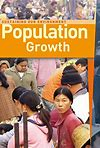 SUSTAINING OUR ENVIRONMENT
Population
Growth